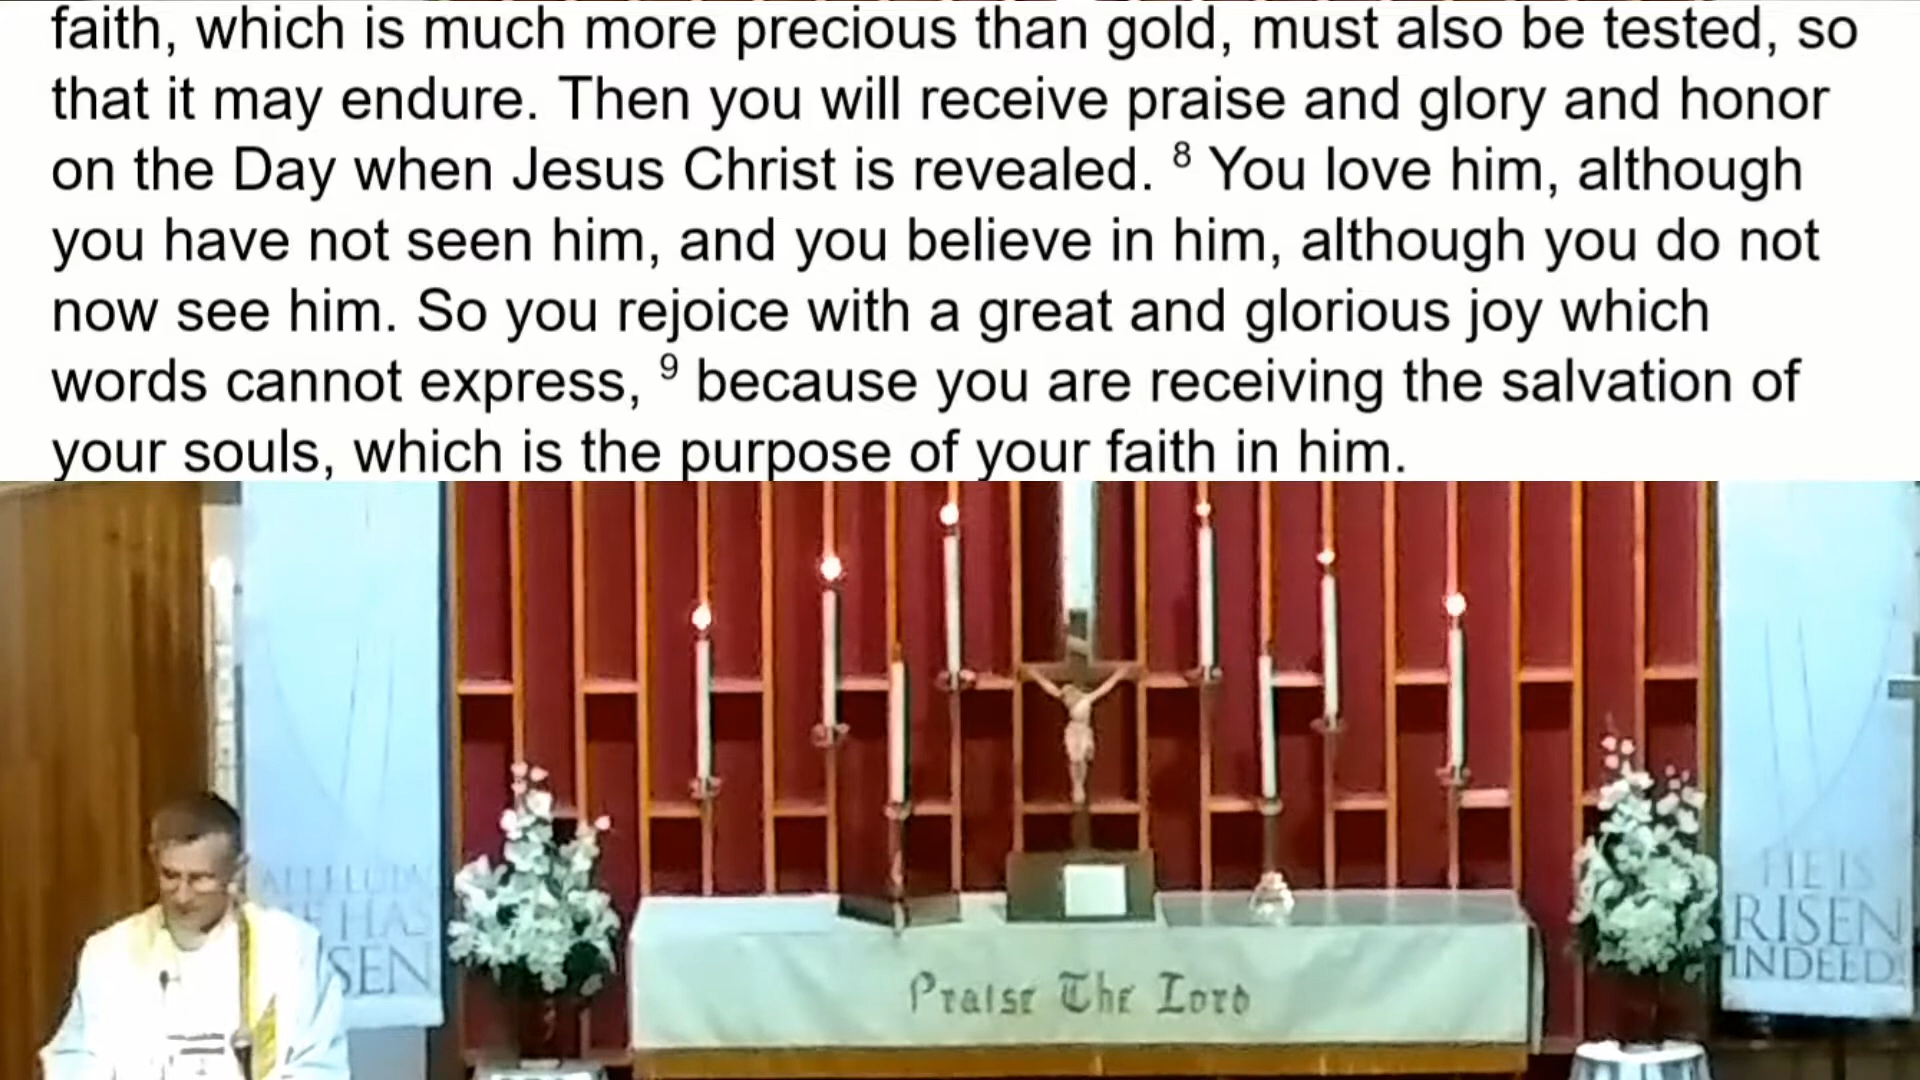 faith, which is much more precious than gold, must also be tested, so
that it may endure. Then you will receive praise and glory and honor
on the Day when Jesus Christ is revealed. ⁸ You love him, although
you have not seen him, and you believe in him, although you do not
now see him. So you rejoice with a great and glorious joy which
words cannot express, ⁹ because you are receiving the salvation of
your souls, which is the purpose of your faith in him.
ALLELUIA
HAS
SEN
Praise The Lord
HE IS
RISEN
INDEED